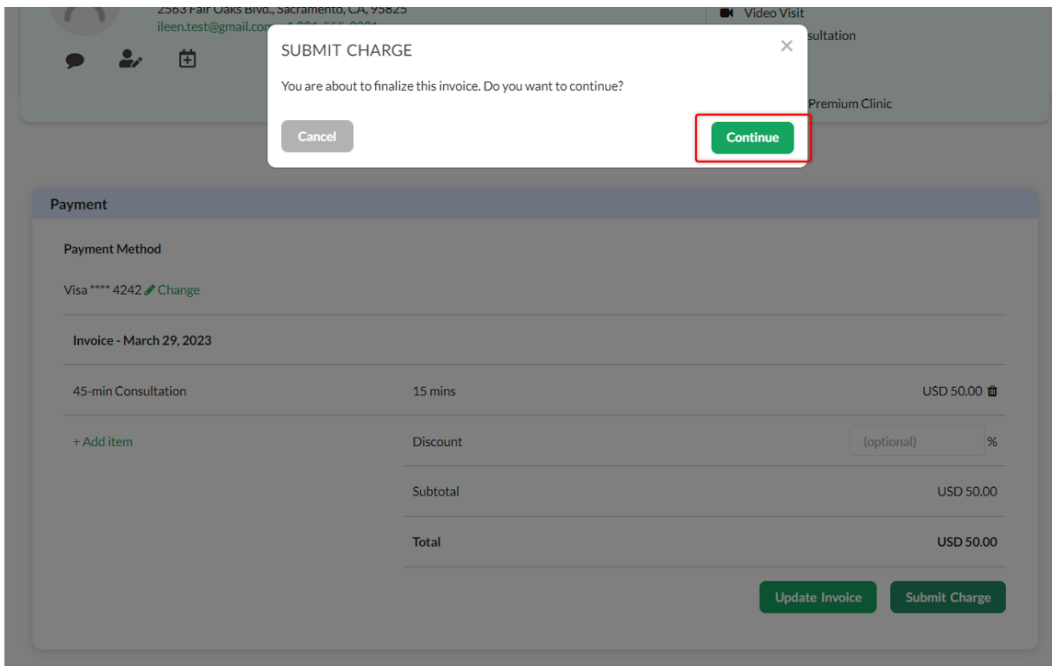 2563 Fair Oaks Blvd., Sacramento, CA, 95825
Video Visit
ileen.test@gmail.com
sultation
SUBMIT CHARGE
You are about to finalize this invoice. Do you want to continue?
Premium Clinic
Cancel
Continue
Payment
Payment Method
Visa **** 4242 Change
Invoice - March 29, 2023
45-min Consultation 15 mins USD 50.00
+ Add item Discount (optional) %
Subtotal USD 50.00
Total USD 50.00
Update Invoice Submit Charge